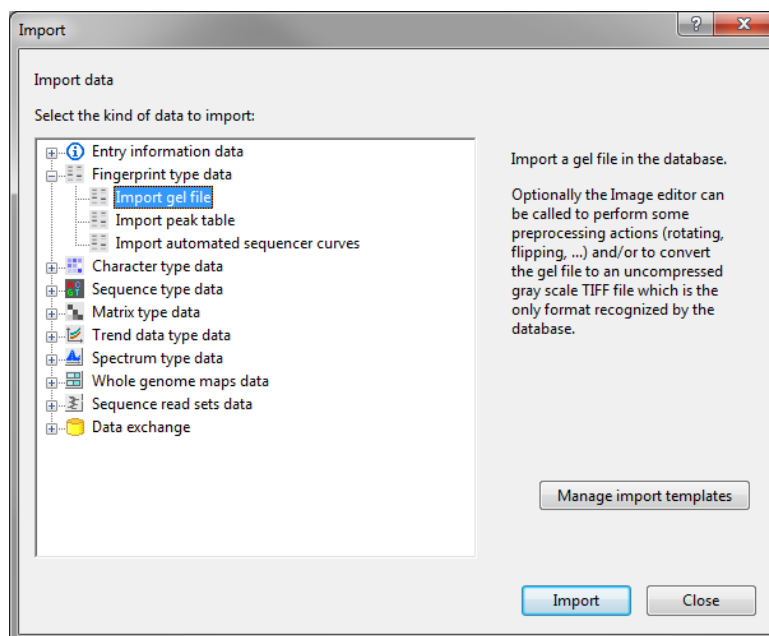 Import
Import data
Select the kind of data to import:
Entry information data
Fingerprint type data
Import gel file
Import peak table
Import automated sequencer curves
Character type data
Sequence type data
Matrix type data
Trend data type data
Spectrum type data
Whole genome maps data
Sequence read sets data
Data exchange
Import a gel file in the database.
Optionally the Image editor can
be called to perform some
preprocessing actions (rotating,
flipping, ...) and/or to convert
the gel file to an uncompressed
gray scale TIFF file which is the
only format recognized by the
database.
Manage import templates
Import
Close